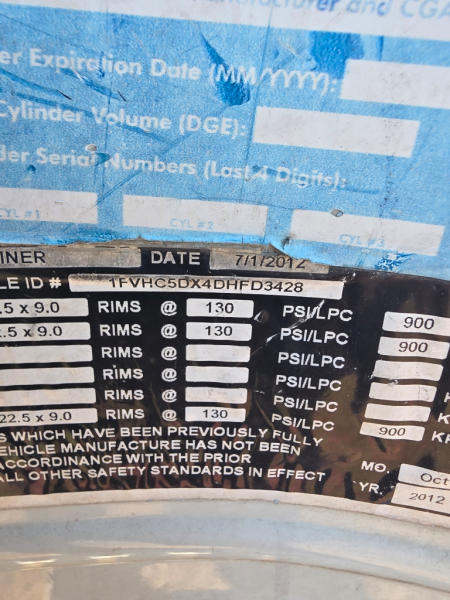 and CGA
er Expiration Date (MM/YYYY):
Cylinder Volume (DGE):
der Serial Numbers (Last 4 Digits):
CYL #1 CYL #2 CYL #3
INER DATE 7/1/2012
LE ID # 1FVHC5DX4DHFD3428
.5 x 9.0 RIMS @ 130 PSI/LPC 900
.5 x 9.0 RIMS @ 130 PSI/LPC 900
RIMS @ PSI/LPC
RIMS @ PSI/LPC K
22.5 x 9.0 RIMS @ 130 PSI/LPC 900 KP
S WHICH HAVE BEEN PREVIOUSLY FULLY
EHICLE MANUFACTURE HAS NOT BEEN
ACCORDANCE WITH THE PRIOR
ALL OTHER SAFETY STANDARDS IN EFFECT
MO. Oct
YR. 2012